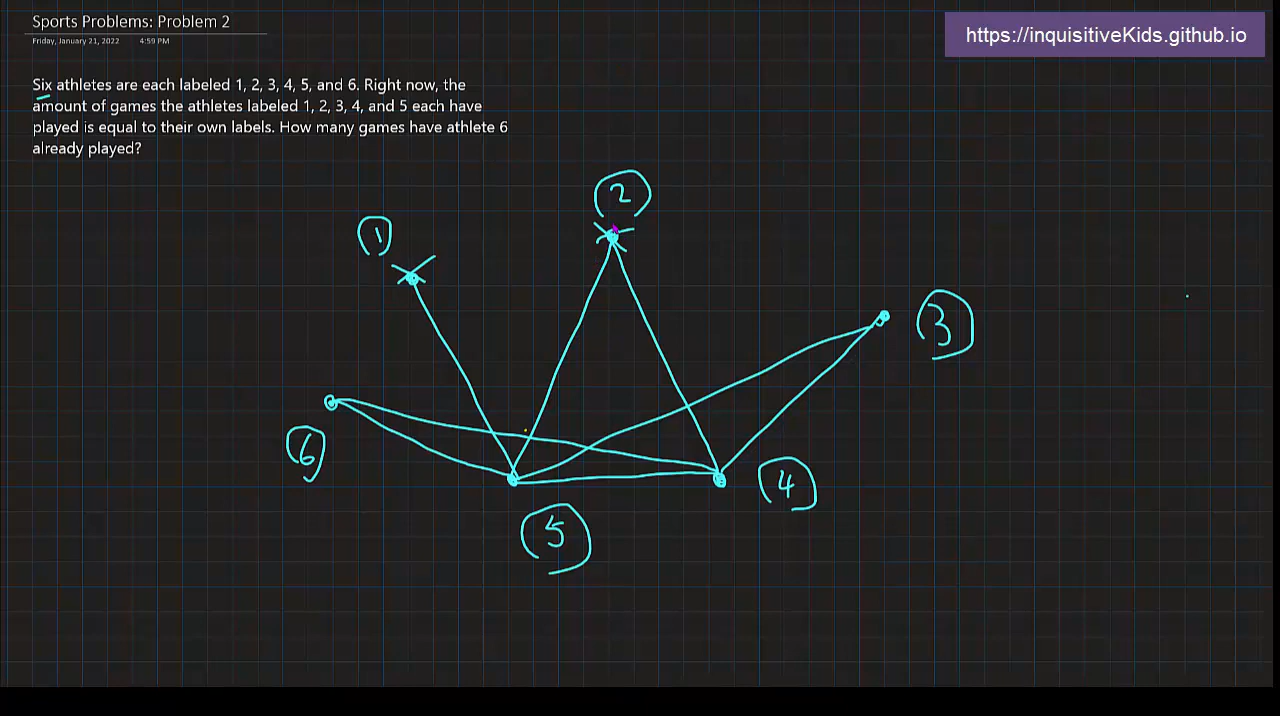 Sports Problems: Problem 2
Friday, January 21, 2022 4:59 PM
https://inquisitiveKids.github.io
Six athletes are each labeled 1, 2, 3, 4, 5, and 6. Right now, the
amount of games the athletes labeled 1, 2, 3, 4, and 5 each have
played is equal to their own labels. How many games have athlete 6
already played?
2
1
3
6
4
5